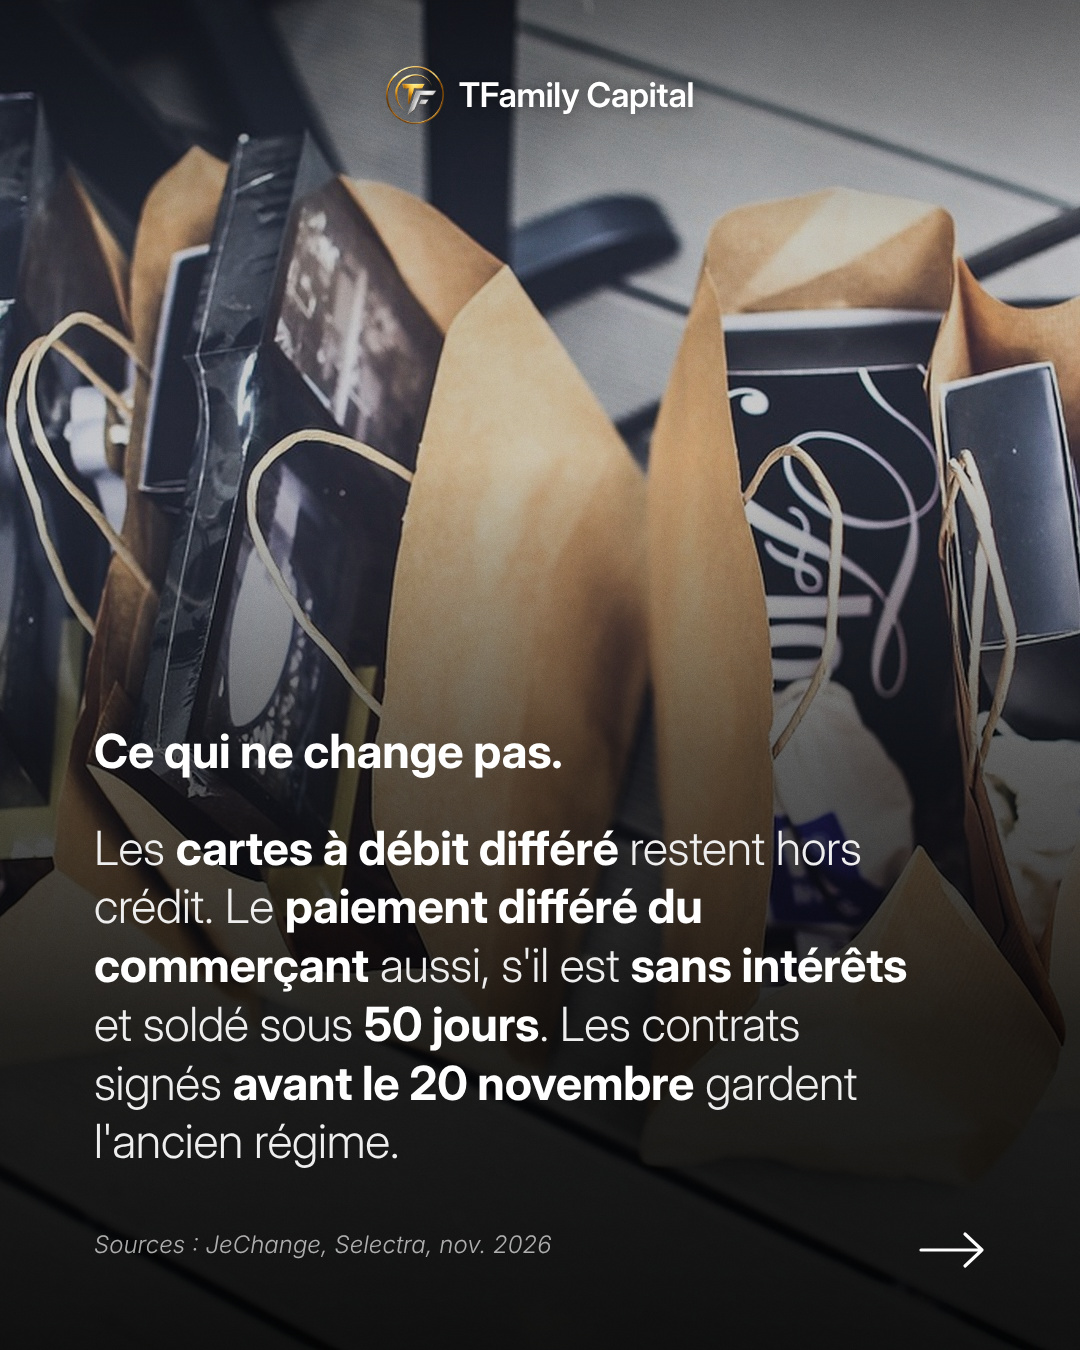 TF TFamily Capital
Ce qui ne change pas.
Les cartes à débit différé restent hors
crédit. Le paiement différé du
commerçant aussi, s'il est sans intérêts
et soldé sous 50 jours. Les contrats
signés avant le 20 novembre gardent
l'ancien régime.
Sources : JeChange, Selectra, nov. 2026